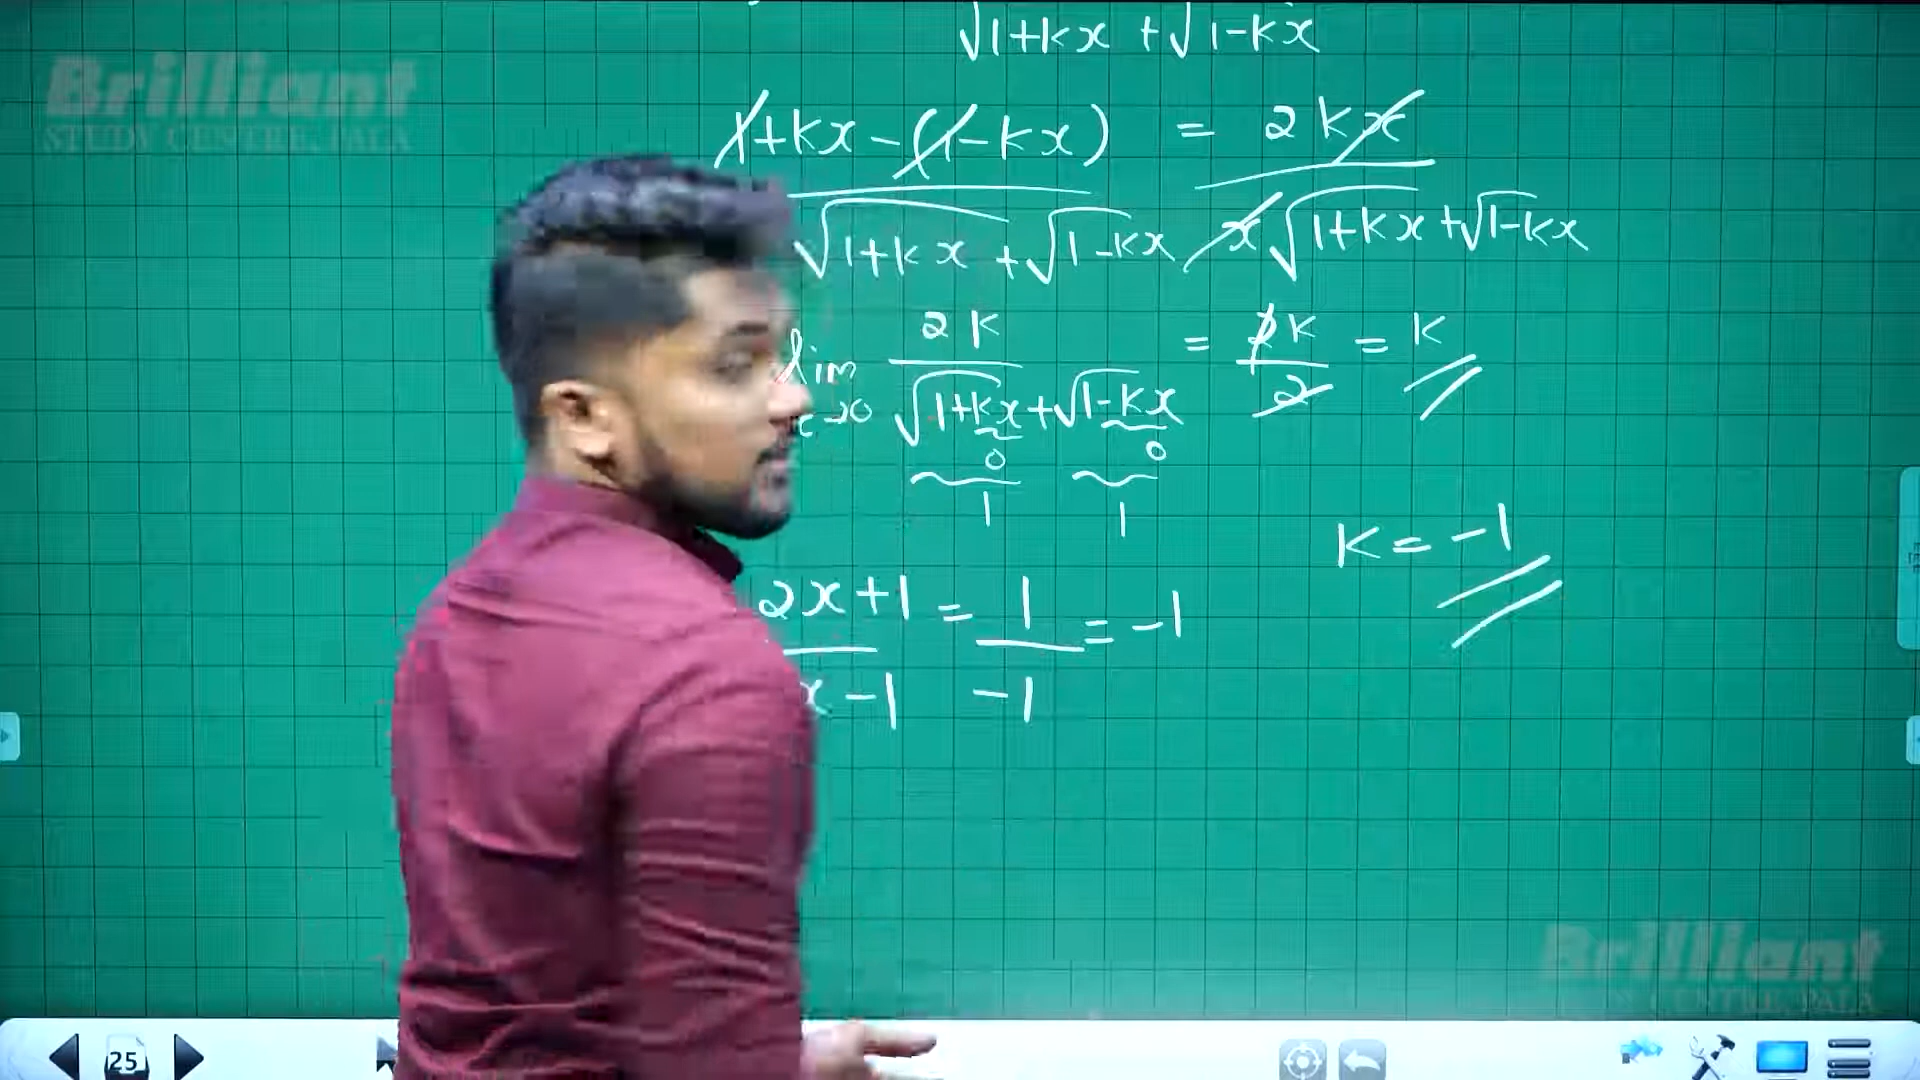 Brilliant
STUDY CENTRE, PALA
√1+kx + √1-kx
1+kx-(1-kx) = 2kx
√1+kx + √1-kx x√1+kx + √1-kx
2k = 2k = k
lim
x→0 √1+kx + √1-kx 2
0 0
1 1
k = -1
2x+1 = 1 = -1
x-1 -1
Brilliant
STUDY CENTRE, PALA
25